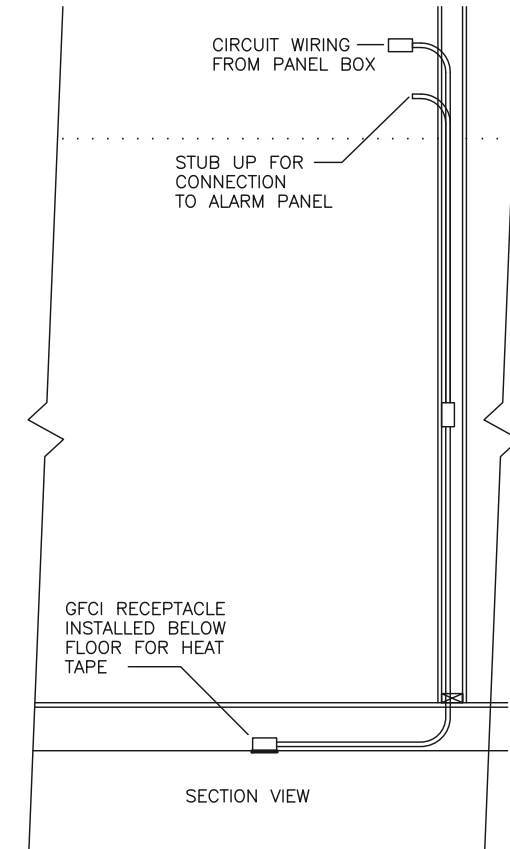 CIRCUIT WIRING
FROM PANEL BOX
STUB UP FOR
CONNECTION
TO ALARM PANEL
GFCI RECEPTACLE
INSTALLED BELOW
FLOOR FOR HEAT
TAPE
SECTION VIEW